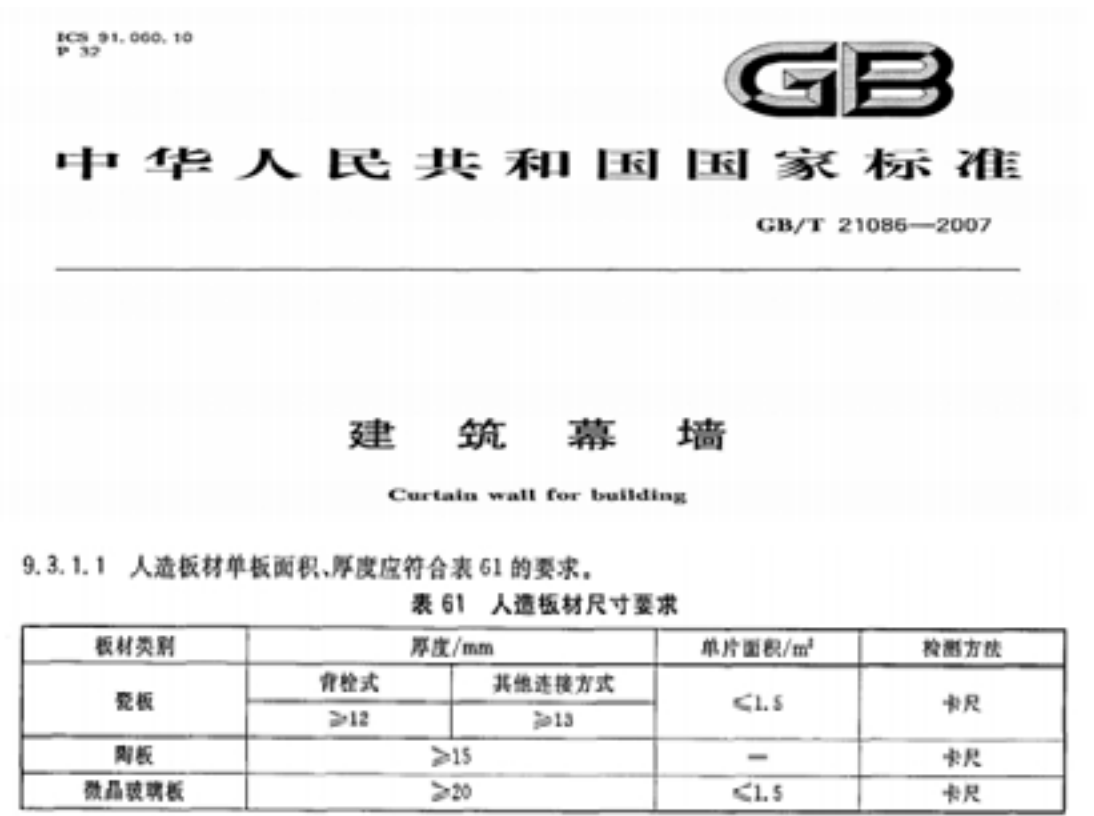 ICS 91.060.10
P 32
GB
中华人民共和国国家标准
GB/T 21086—2007
建筑幕墙
Curtain wall for building
9.3.1.1 人造板材单板面积、厚度应符合表 61 的要求。
表 61 人造板材尺寸要求
板材类别 厚度/mm 单片面积/m² 检测方法
瓷板 背栓式 其他连接方式 ≤1.5 卡尺
≥12 ≥13
陶板 ≥15 — 卡尺
微晶玻璃板 ≥20 ≤1.5 卡尺